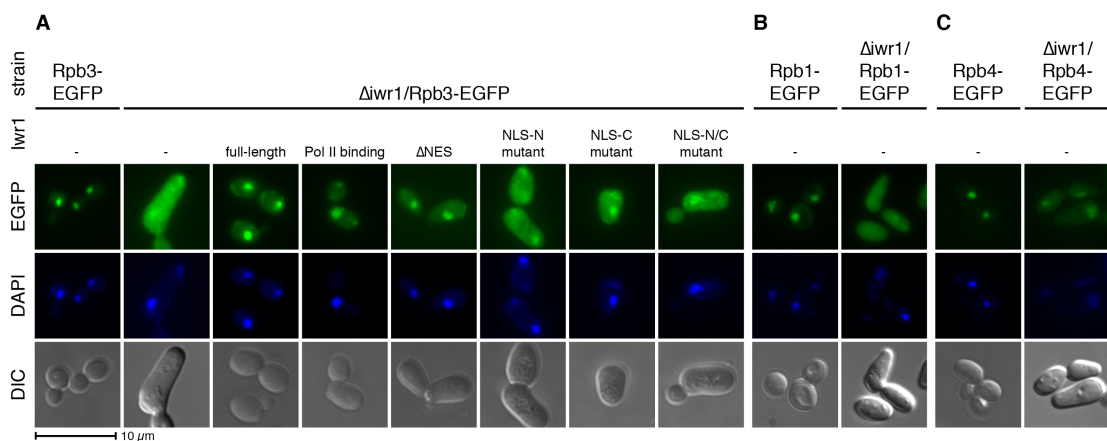 A
B
C
strain
Rpb3-
EGFP
Δiwr1/Rpb3-EGFP
Rpb1-
EGFP
Δiwr1/
Rpb1-
EGFP
Rpb4-
EGFP
Δiwr1/
Rpb4-
EGFP
Iwr1
-
-
full-length
Pol II binding
ΔNES
NLS-N
mutant
NLS-C
mutant
NLS-N/C
mutant
-
-
-
-
EGFP
DAPI
DIC
10 µm